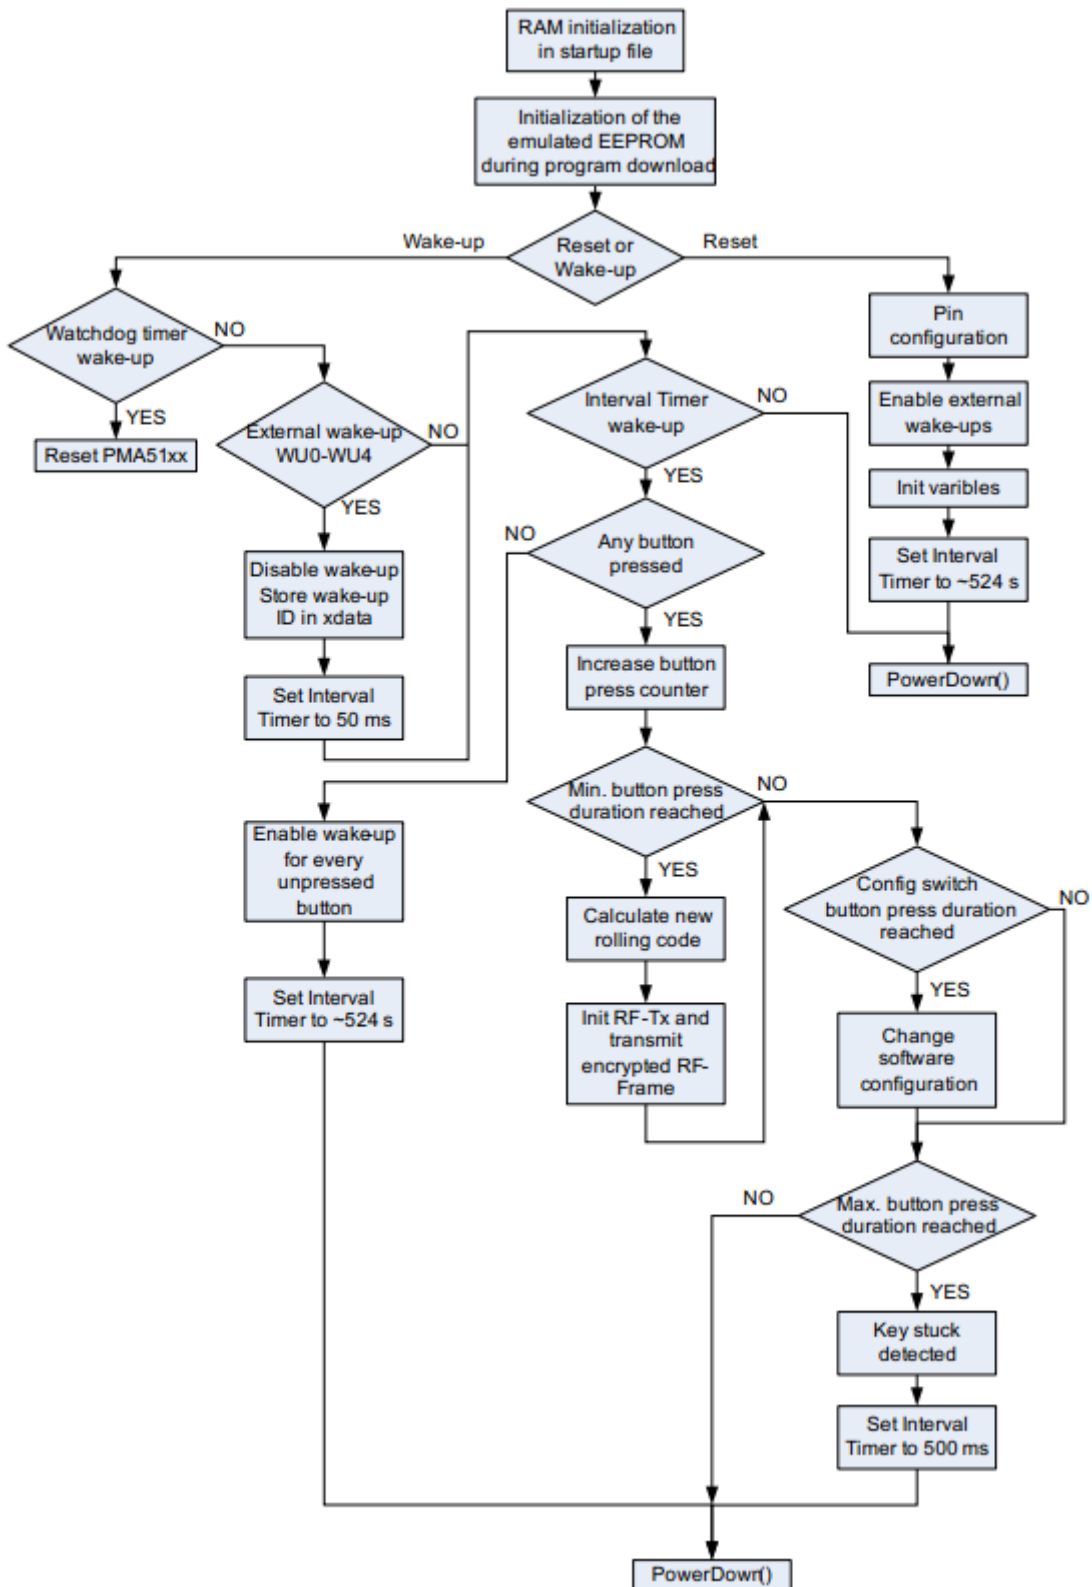 RAM initialization
in startup file
Initialization of the
emulated EEPROM
during program download
Reset or
Wake-up
Wake-up
Reset
Watchdog timer
wake-up
NO
YES
Reset PMA51xx
External wake-up
WU0-WU4
NO
YES
Disable wake-up
Store wake-up
ID in xdata
Set Interval
Timer to 50 ms
Interval Timer
wake-up
NO
YES
Any button
pressed
NO
YES
Pin
configuration
Enable external
wake-ups
Init varibles
Set Interval
Timer to ~524 s
PowerDown()
Increase button
press counter
Min. button press
duration reached
NO
YES
Enable wake-up
for every
unpressed
button
Set Interval
Timer to ~524 s
Calculate new
rolling code
Init RF-Tx and
transmit
encrypted RF-
Frame
Config switch
button press duration
reached
NO
YES
Change
software
configuration
Max. button press
duration reached
NO
YES
Key stuck
detected
Set Interval
Timer to 500 ms
PowerDown()